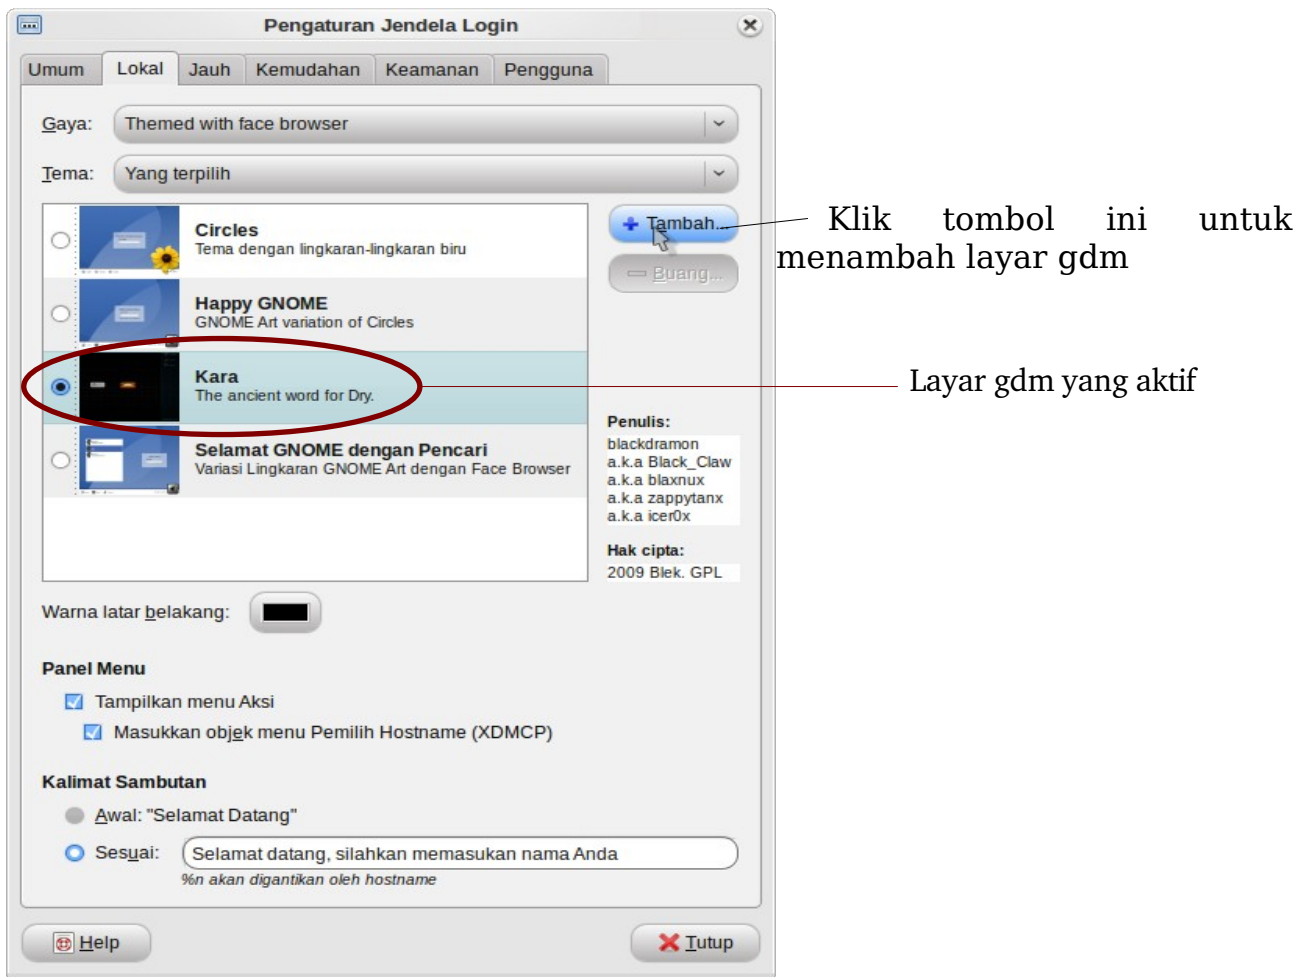 Pengaturan Jendela Login
Umum Lokal Jauh Kemudahan Keamanan Pengguna
Gaya: Themed with face browser
Tema: Yang terpilih
Circles
Tema dengan lingkaran-lingkaran biru
Happy GNOME
GNOME Art variation of Circles
Kara
The ancient word for Dry.
Selamat GNOME dengan Pencari
Variasi Lingkaran GNOME Art dengan Face Browser
Tambah...
Buang...
Klik tombol ini untuk
menambah layar gdm
Layar gdm yang aktif
Penulis:
blackdramon
a.k.a Black_Claw
a.k.a blaxnux
a.k.a zappytanx
a.k.a icer0x
Hak cipta:
2009 Blek. GPL
Warna latar belakang:
Panel Menu
Tampilkan menu Aksi
Masukkan objek menu Pemilih Hostname (XDMCP)
Kalimat Sambutan
Awal: "Selamat Datang"
Sesuai: Selamat datang, silahkan memasukan nama Anda
%n akan digantikan oleh hostname
Help
Tutup